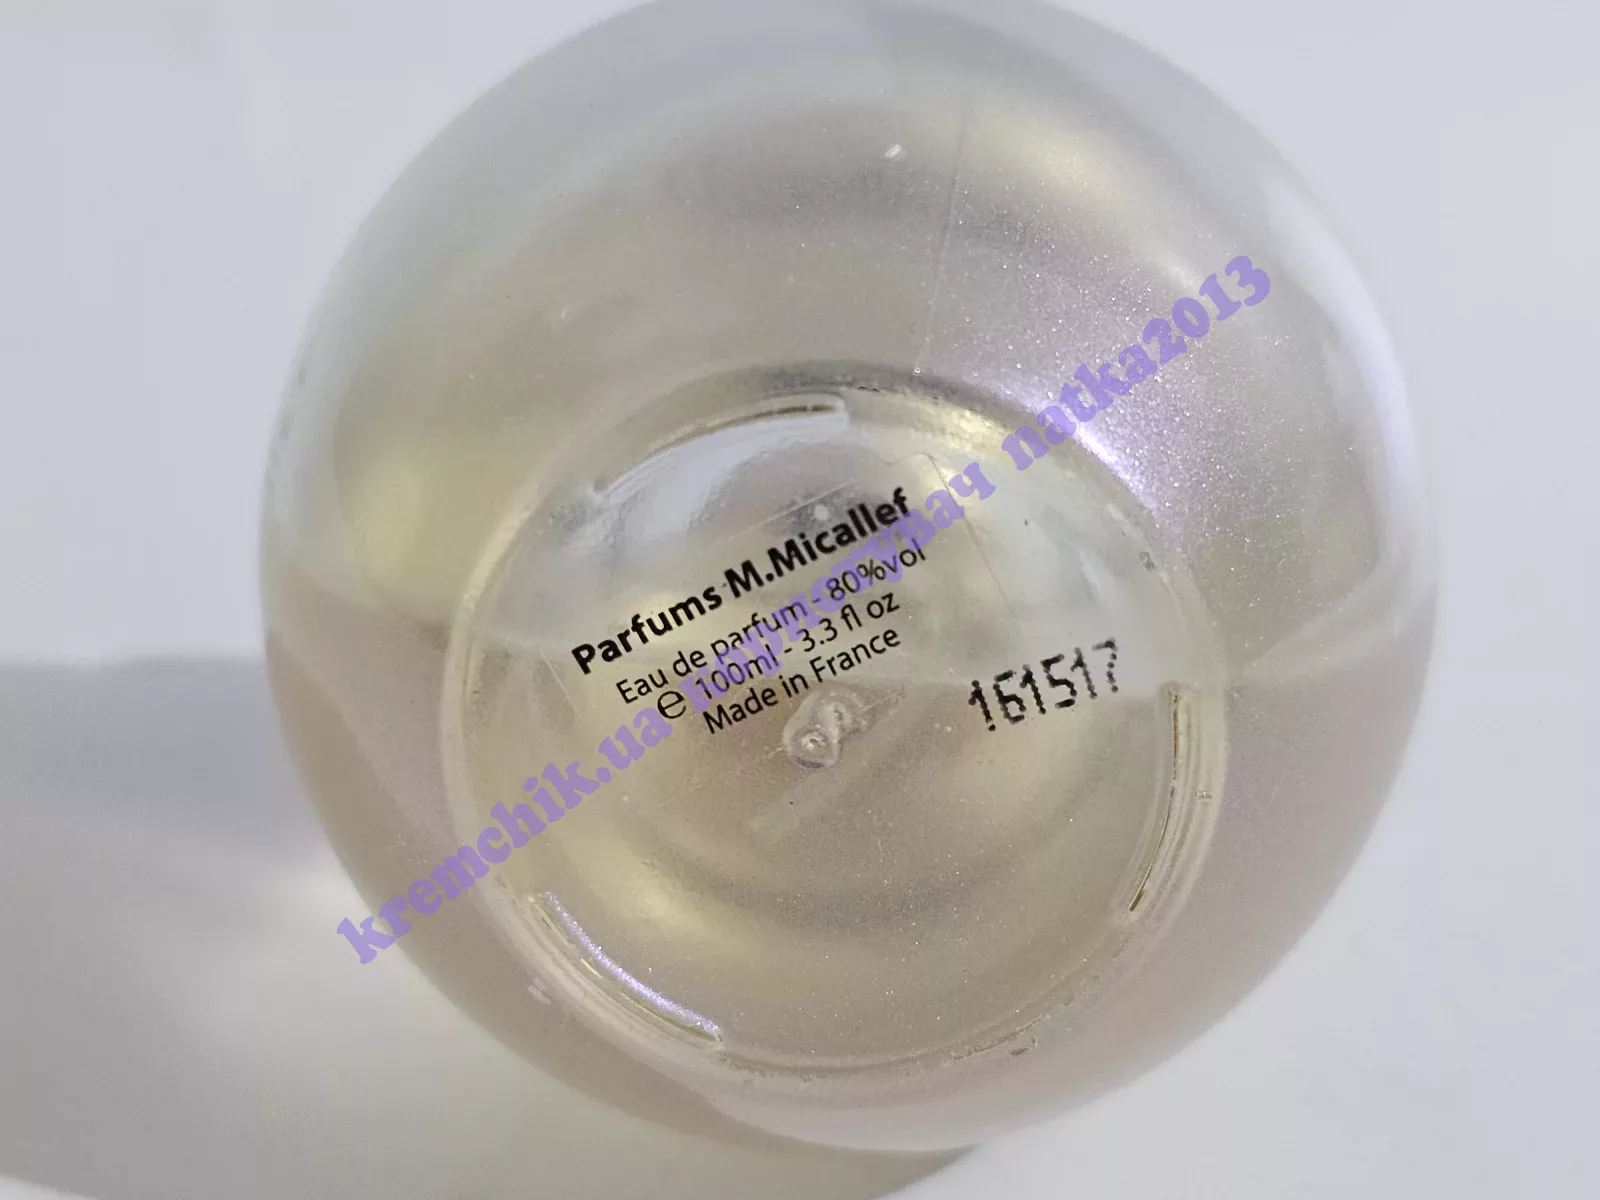 Parfums M.Micallef
Eau de parfum - 80%vol
℮ 100ml - 3.3 fl oz
Made in France
161517
kremchik.ua користувач natka2013